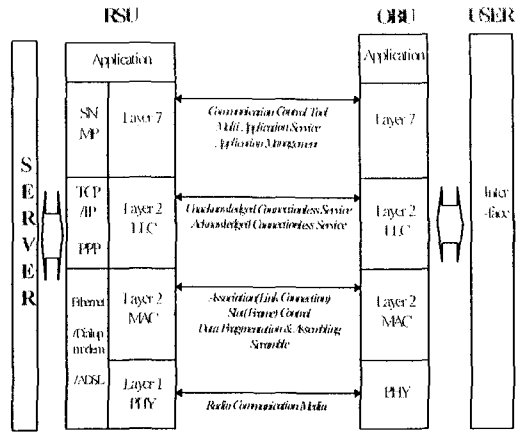 RSU
OBU
USER
SERVER
Application
Application
SN
MP
Layer 7
Communication Control Tool
Multi Application Service
Application Management
Layer 7
TCP
/IP
PPP
Layer 2
LLC
Unacknowledged Connectionless Service
Acknowledged Connectionless Service
Layer 2
LLC
Inter
-face
Ethernet
/Dialup
modem
/ADSL
Layer 2
MAC
Association(Link Connection)
Slot(Frame) Control
Data Fragmentation & Assembling
Scramble
Layer 2
MAC
Layer 1
PHY
Radio Communication Media
PHY